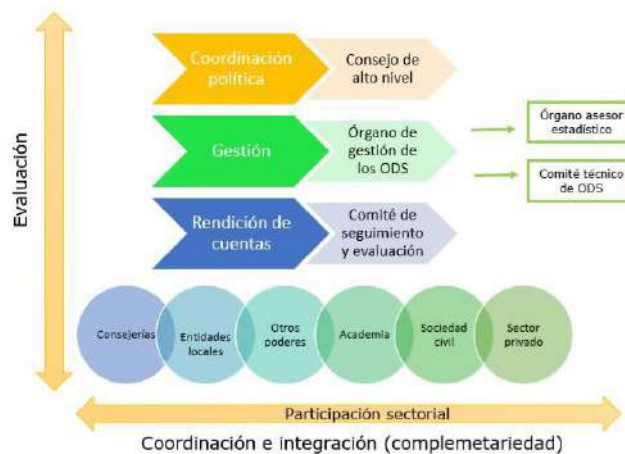 Coordinación
política
Consejo de
alto nivel
Gestión
Órgano de
gestión de
los ODS
Órgano asesor
estadístico
Comité técnico
de ODS
Rendición de
cuentas
Comité de
seguimiento
y evaluación
Evaluación
Consejerías
Entidades
locales
Otros
poderes
Academia
Sociedad
civil
Sector
privado
Participación sectorial
Coordinación e integración (complemetariedad)